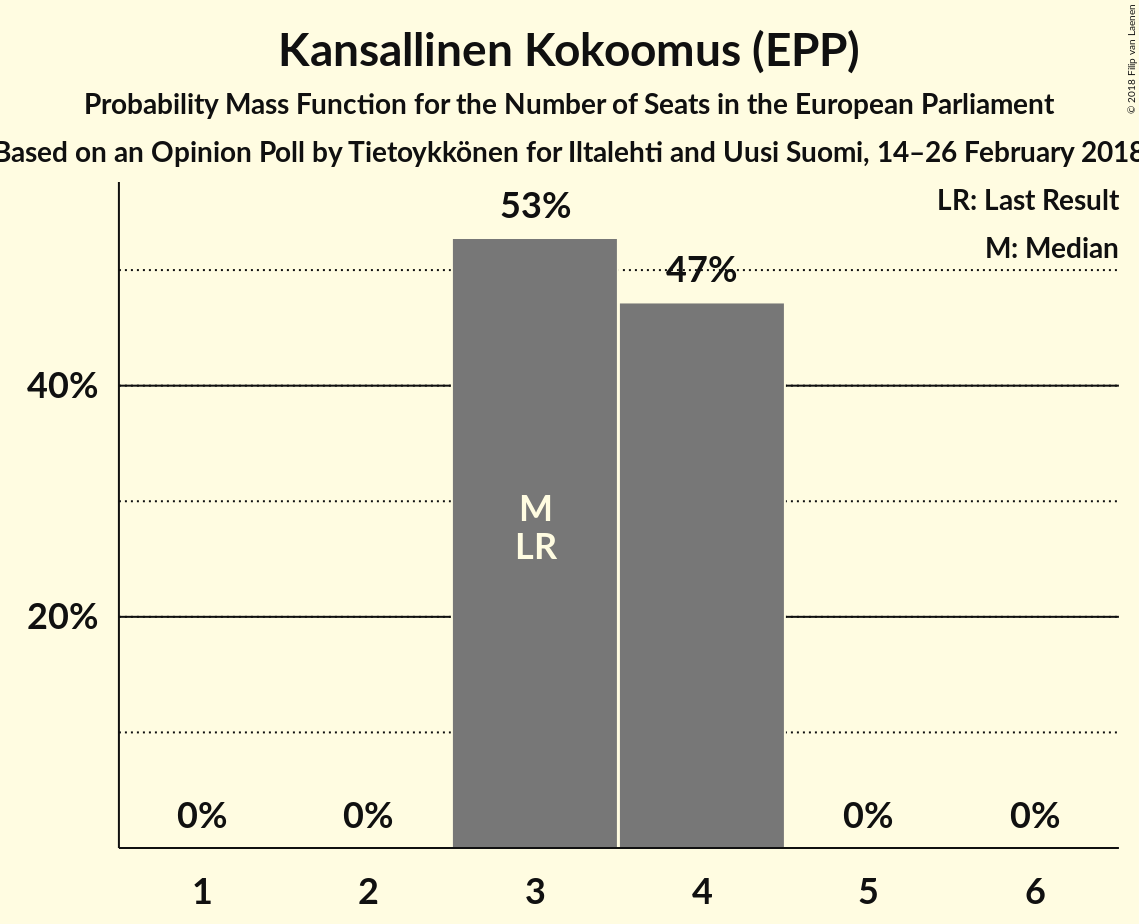 Kansallinen Kokoomus (EPP)
Probability Mass Function for the Number of Seats in the European Parliament
Based on an Opinion Poll by Tietoykkönen for Iltalehti and Uusi Suomi, 14–26 February 2018
© 2018 Filip van Laenen
LR: Last Result
M: Median
53%
47%
40%
20%
M
LR
0%
0%
0%
0%
1
2
3
4
5
6